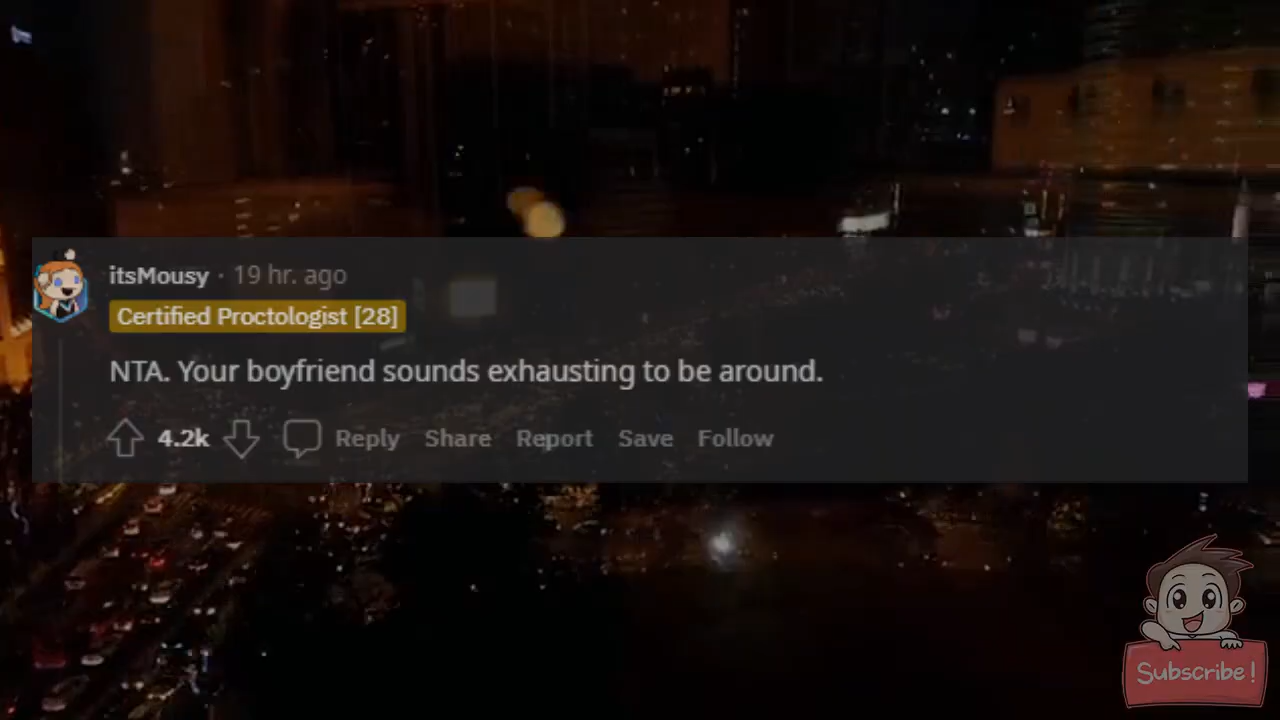 itsMousy · 19 hr. ago
Certified Proctologist [28]
NTA. Your boyfriend sounds exhausting to be around.
4.2k Reply Share Report Save Follow
Subscribe!